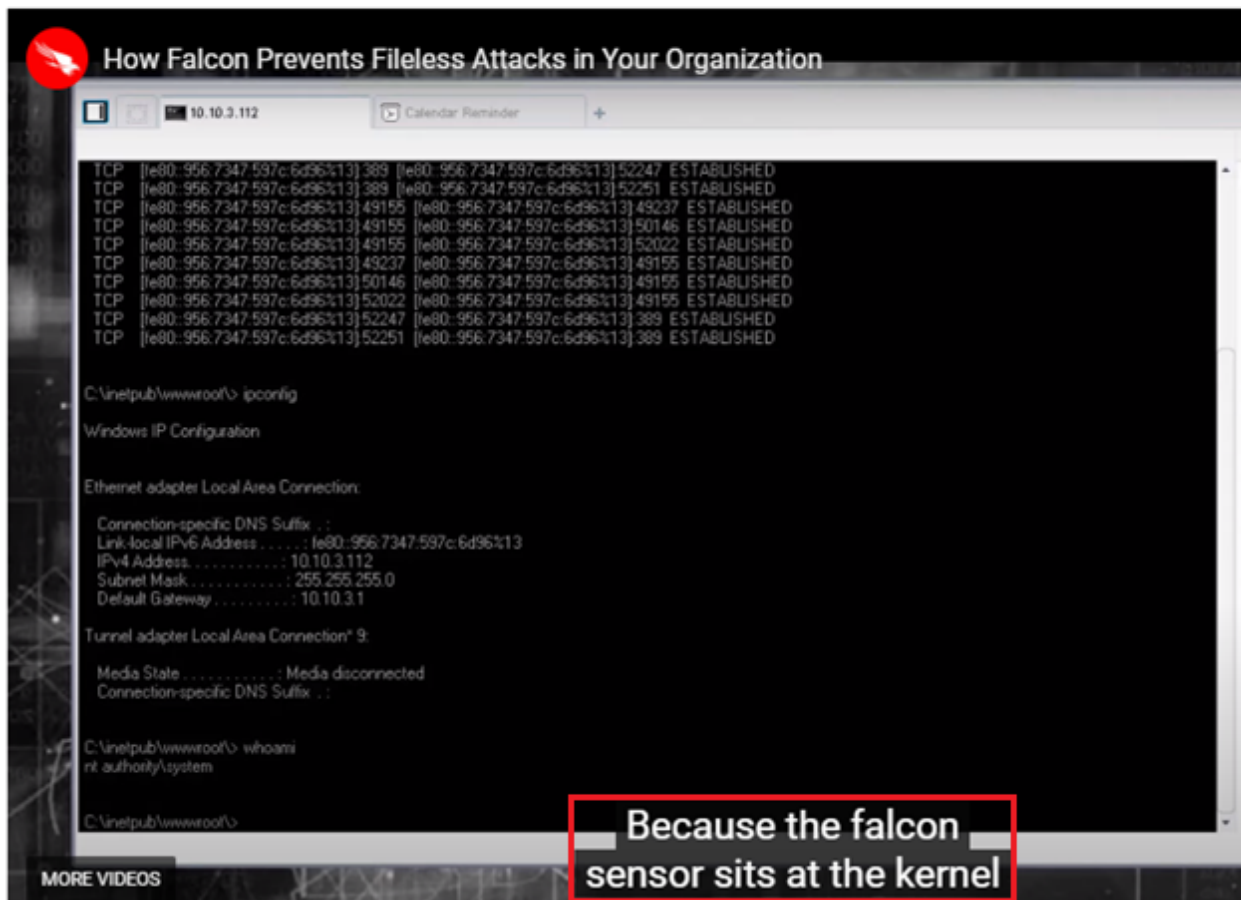 How Falcon Prevents Fileless Attacks in Your Organization
10.10.3.112
Calendar Reminder
+
TCP [fe80::956:7347:597c:6d96%13]:389 [fe80::956:7347:597c:6d96%13]:52247 ESTABLISHED
TCP [fe80::956:7347:597c:6d96%13]:389 [fe80::956:7347:597c:6d96%13]:52251 ESTABLISHED
TCP [fe80::956:7347:597c:6d96%13]:49155 [fe80::956:7347:597c:6d96%13]:49237 ESTABLISHED
TCP [fe80::956:7347:597c:6d96%13]:49155 [fe80::956:7347:597c:6d96%13]:50146 ESTABLISHED
TCP [fe80::956:7347:597c:6d96%13]:49155 [fe80::956:7347:597c:6d96%13]:52022 ESTABLISHED
TCP [fe80::956:7347:597c:6d96%13]:49237 [fe80::956:7347:597c:6d96%13]:49155 ESTABLISHED
TCP [fe80::956:7347:597c:6d96%13]:50146 [fe80::956:7347:597c:6d96%13]:49155 ESTABLISHED
TCP [fe80::956:7347:597c:6d96%13]:52022 [fe80::956:7347:597c:6d96%13]:49155 ESTABLISHED
TCP [fe80::956:7347:597c:6d96%13]:52247 [fe80::956:7347:597c:6d96%13]:389 ESTABLISHED
TCP [fe80::956:7347:597c:6d96%13]:52251 [fe80::956:7347:597c:6d96%13]:389 ESTABLISHED
C:\inetpub\wwwroot\> ipconfig
Windows IP Configuration
Ethernet adapter Local Area Connection:
Connection-specific DNS Suffix . :
Link-local IPv6 Address . . . . . : fe80::956:7347:597c:6d96%13
IPv4 Address. . . . . . . . . . . : 10.10.3.112
Subnet Mask . . . . . . . . . . . : 255.255.255.0
Default Gateway . . . . . . . . . : 10.10.3.1
Tunnel adapter Local Area Connection* 9:
Media State . . . . . . . . . . . : Media disconnected
Connection-specific DNS Suffix . :
C:\inetpub\wwwroot\> whoami
nt authority\system
C:\inetpub\wwwroot\>
Because the falcon
sensor sits at the kernel
MORE VIDEOS